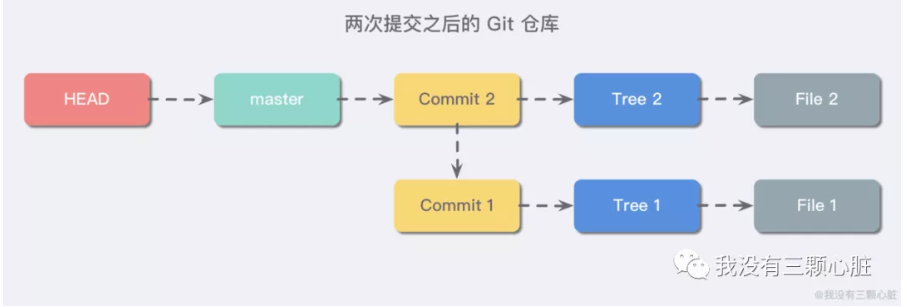 两次提交之后的 Git 仓库
HEAD
master
Commit 2
Tree 2
File 2
Commit 1
Tree 1
File 1
我没有三颗心脏
@我没有三颗心脏